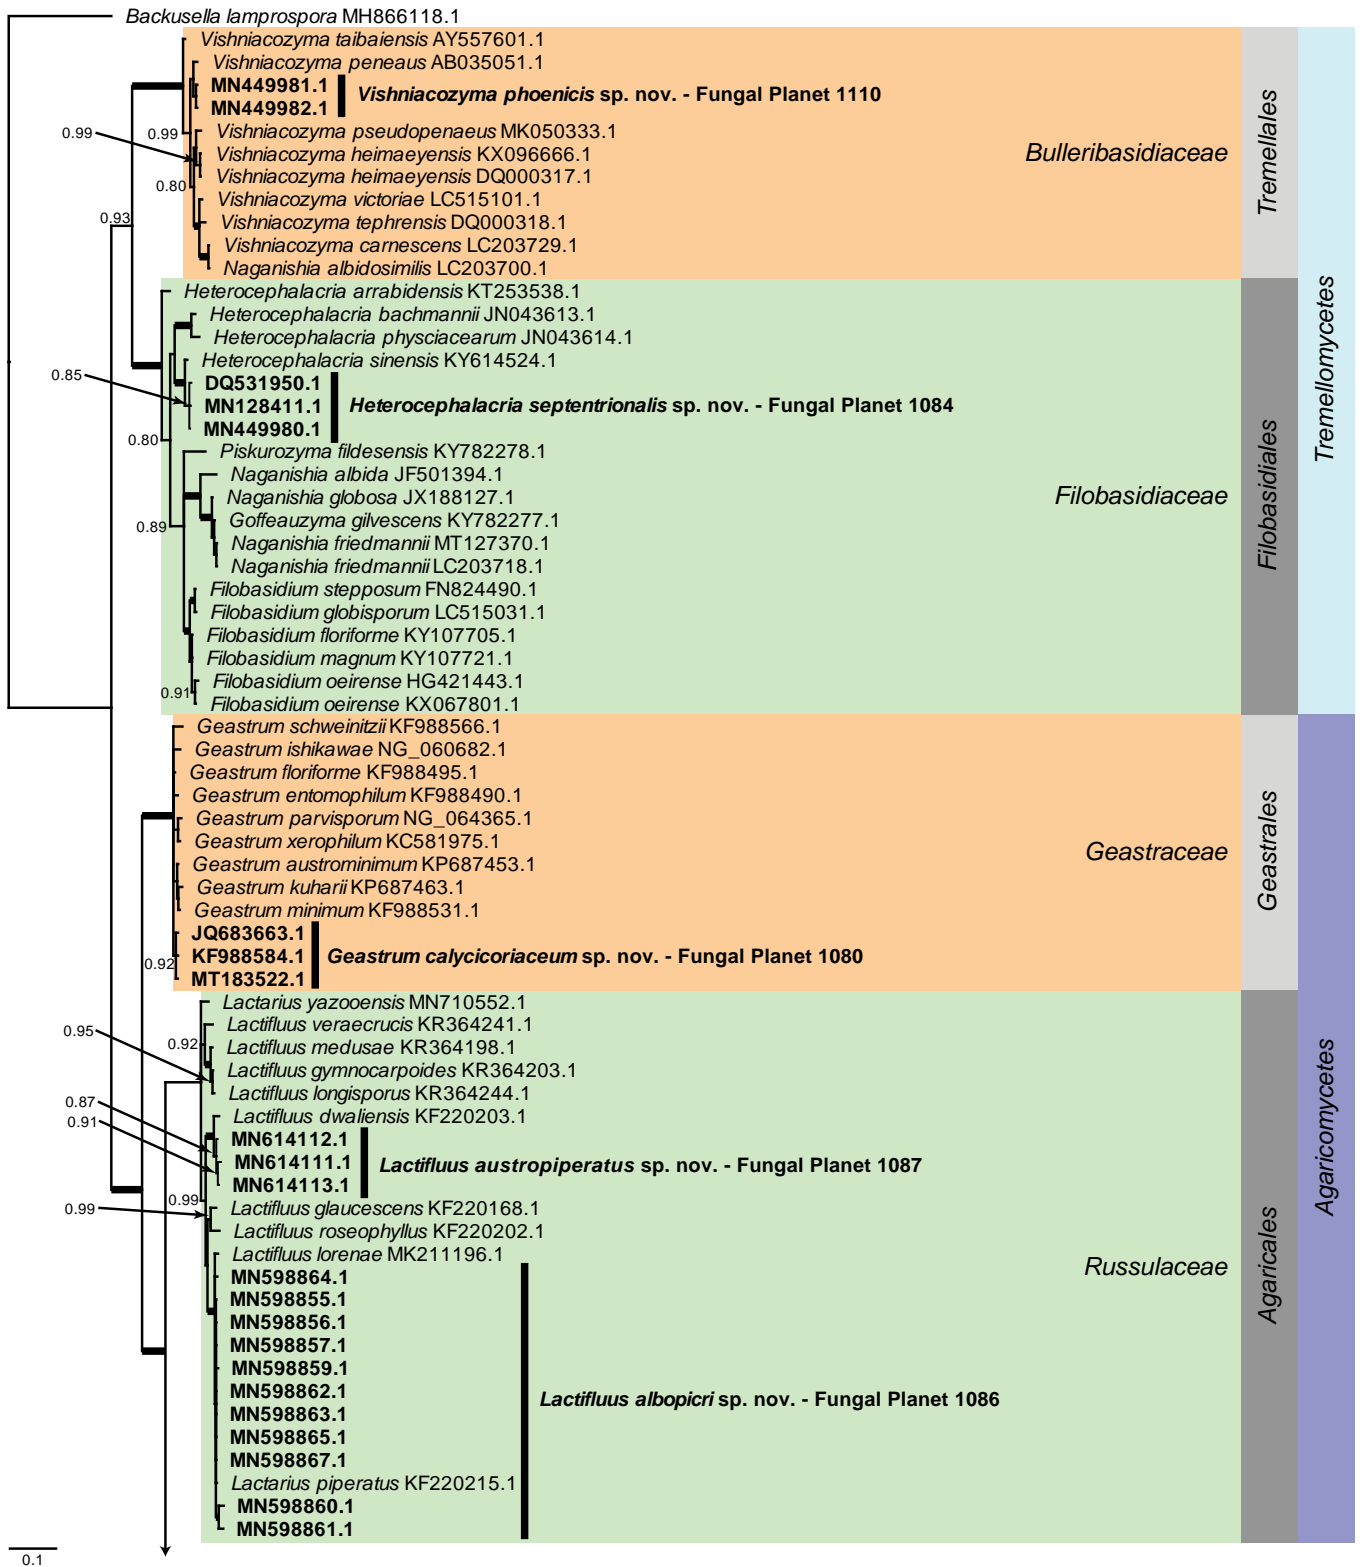 Backusella lamprospora MH866118.1
Vishniacozyma taibaiensis AY557601.1
Vishniacozyma peneaus AB035051.1
MN449981.1
MN449982.1
Vishniacozyma phoenicis sp. nov. - Fungal Planet 1110
Vishniacozyma pseudopenaeus MK050333.1
Vishniacozyma heimaeyensis KX096666.1
Vishniacozyma heimaeyensis DQ000317.1
Vishniacozyma victoriae LC515101.1
Vishniacozyma tephrensis DQ000318.1
Vishniacozyma carnescens LC203729.1
Naganishia albidosimilis LC203700.1
Bulleribasidiaceae
Tremellales
0.99
0.99
0.80
0.93
Heterocephalacria arrabidensis KT253538.1
Heterocephalacria bachmannii JN043613.1
Heterocephalacria physciacearum JN043614.1
Heterocephalacria sinensis KY614524.1
DQ531950.1
MN128411.1
MN449980.1
Heterocephalacria septentrionalis sp. nov. - Fungal Planet 1084
Piskurozyma fildesensis KY782278.1
Naganishia albida JF501394.1
Naganishia globosa JX188127.1
Goffeauzyma gilvescens KY782277.1
Naganishia friedmannii MT127370.1
Naganishia friedmannii LC203718.1
Filobasidium stepposum FN824490.1
Filobasidium globisporum LC515031.1
Filobasidium floriforme KY107705.1
Filobasidium magnum KY107721.1
Filobasidium oeirense HG421443.1
Filobasidium oeirense KX067801.1
Filobasidiaceae
Filobasidiales
Tremellomycetes
0.85
0.80
0.89
0.91
Geastrum schweinitzii KF988566.1
Geastrum ishikawae NG_060682.1
Geastrum floriforme KF988495.1
Geastrum entomophilum KF988490.1
Geastrum parvisporum NG_064365.1
Geastrum xerophilum KC581975.1
Geastrum austrominimum KP687453.1
Geastrum kuharii KP687463.1
Geastrum minimum KF988531.1
JQ683663.1
KF988584.1
MT183522.1
Geastrum calycicoriaceum sp. nov. - Fungal Planet 1080
Geastraceae
Geastrales
0.92
Lactarius yazooensis MN710552.1
Lactifluus veraecrucis KR364241.1
Lactifluus medusae KR364198.1
Lactifluus gymnocarpoides KR364203.1
Lactifluus longisporus KR364244.1
Lactifluus dwaliensis KF220203.1
MN614112.1
MN614111.1
MN614113.1
Lactifluus austropiperatus sp. nov. - Fungal Planet 1087
Lactifluus glaucescens KF220168.1
Lactifluus roseophyllus KF220202.1
Lactifluus lorenae MK211196.1
MN598864.1
MN598855.1
MN598856.1
MN598857.1
MN598859.1
MN598862.1
MN598863.1
MN598865.1
MN598867.1
Lactarius piperatus KF220215.1
MN598860.1
MN598861.1
Lactifluus albopicri sp. nov. - Fungal Planet 1086
Russulaceae
Agaricales
Agaricomycetes
0.95
0.92
0.87
0.91
0.99
0.99
0.1